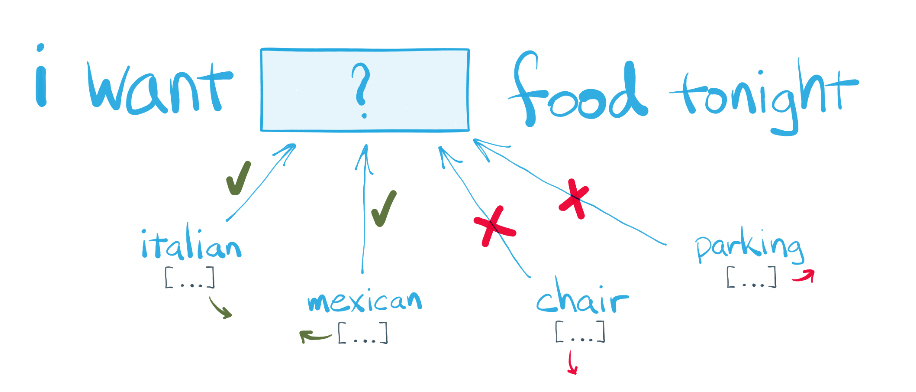 i want ? food tonight
italian
[...]
mexican
[...]
chair
[...]
parking
[...]